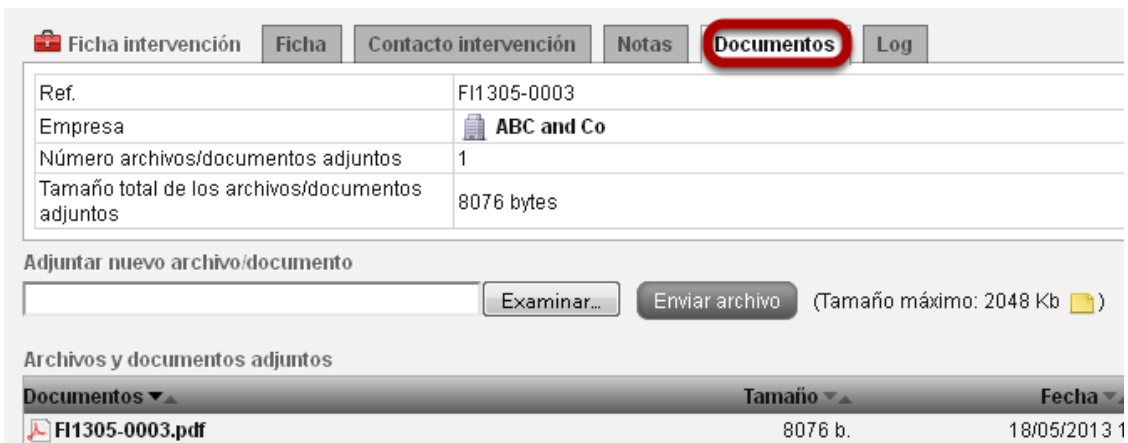 Ficha intervención Ficha Contacto intervención Notas Documentos Log
Ref. FI1305-0003
Empresa ABC and Co
Número archivos/documentos adjuntos 1
Tamaño total de los archivos/documentos
adjuntos 8076 bytes
Adjuntar nuevo archivo/documento
Examinar... Enviar archivo (Tamaño máximo: 2048 Kb )
Archivos y documentos adjuntos
Documentos Tamaño Fecha
FI1305-0003.pdf 8076 b. 18/05/2013 1